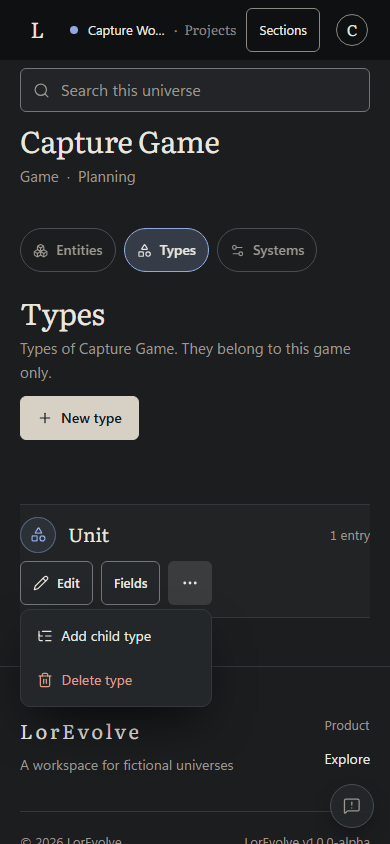 L Capture Wo... · Projects Sections C
Search this universe
Capture Game
Game · Planning
Entities Types Systems
Types
Types of Capture Game. They belong to this game
only.
New type
Unit 1 entry
Edit Fields ...
Add child type
Delete type
LorEvolve Product
A workspace for fictional universes Explore
© 2026 LorEvolve LorEvolve v1.0.0-alpha